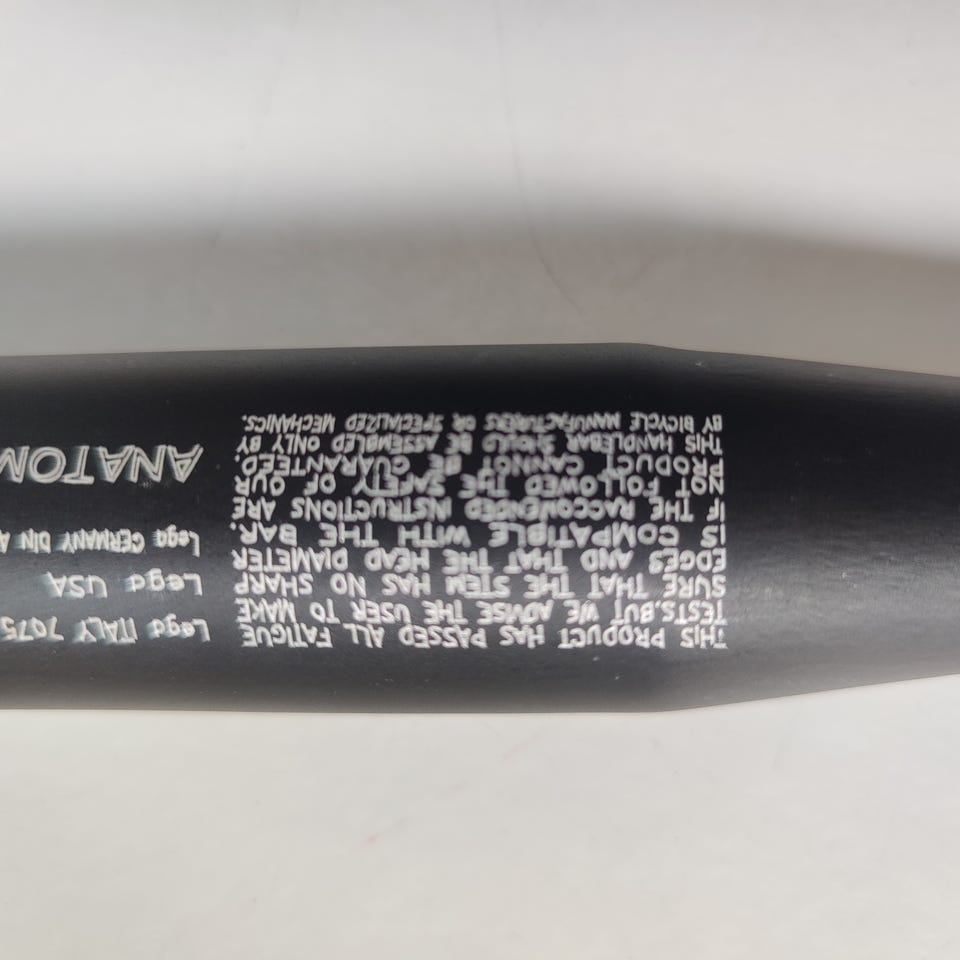 THIS PRODUCT HAS PASSED ALL FATIGUE
TESTS.BUT WE ADVISE THE USER TO MAKE
SURE THAT THE STEM HAS NO SHARP
EDGES AND THAT THE HEAD DIAMETER
IS COMPATIBLE WITH THE BAR.
IF THE RACCOMENDED INSTRUCTIONS ARE
NOT FOLLOWED THE SAFETY OF OUR
PRODUCT CANNOT BE GUARANTEED
THIS HANDLEBAR SHOULD BE ASSEMBLED ONLY BY
BY BICYCLE MANUFACTURERS OR SPECIALIZED MECHANICS.
Lega ITALY 7075
Lega USA
Lega GERMANY DIN A
ANATOM